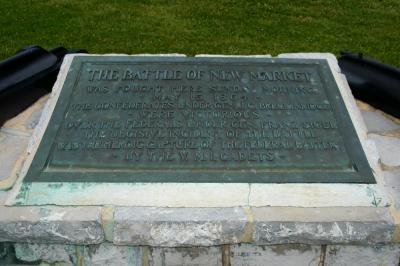 THE BATTLE OF NEW MARKET
WAS FOUGHT HERE SUNDAY MORNING
MAY 15, 1864
THE CONFEDERATES UNDER GEN. J.C. BRECKINRIDGE
WERE VICTORIOUS
OVER THE FEDERALS UNDER GEN. FRANZ SIGEL
THE DECISIVE INCIDENT OF THE BATTLE
WAS THE HEROIC CAPTURE OF THE FEDERAL BATTERY
BY THE V.M.I. CADETS